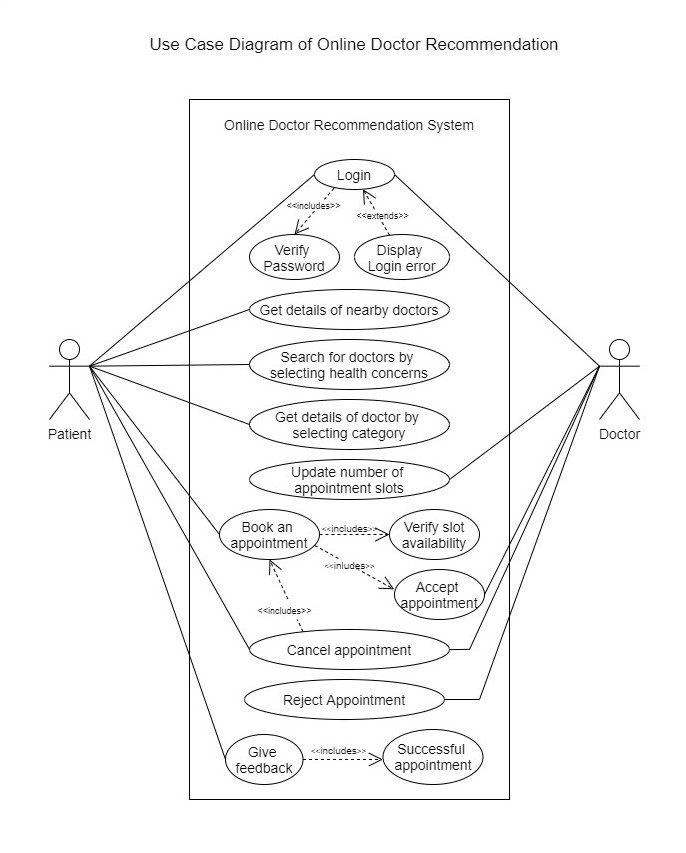 Use Case Diagram of Online Doctor Recommendation
Online Doctor Recommendation System
Login
<<includes>>
<<extends>>
Verify
Password
Display
Login error
Get details of nearby doctors
Search for doctors by
selecting health concerns
Patient
Doctor
Get details of doctor by
selecting category
Update number of
appointment slots
Book an
appointment
<<includes>>
Verify slot
availability
<<inludes>>
Accept
appointment
<<includes>>
Cancel appointment
Reject Appointment
Give
feedback
<<includes>>
Successful
appointment